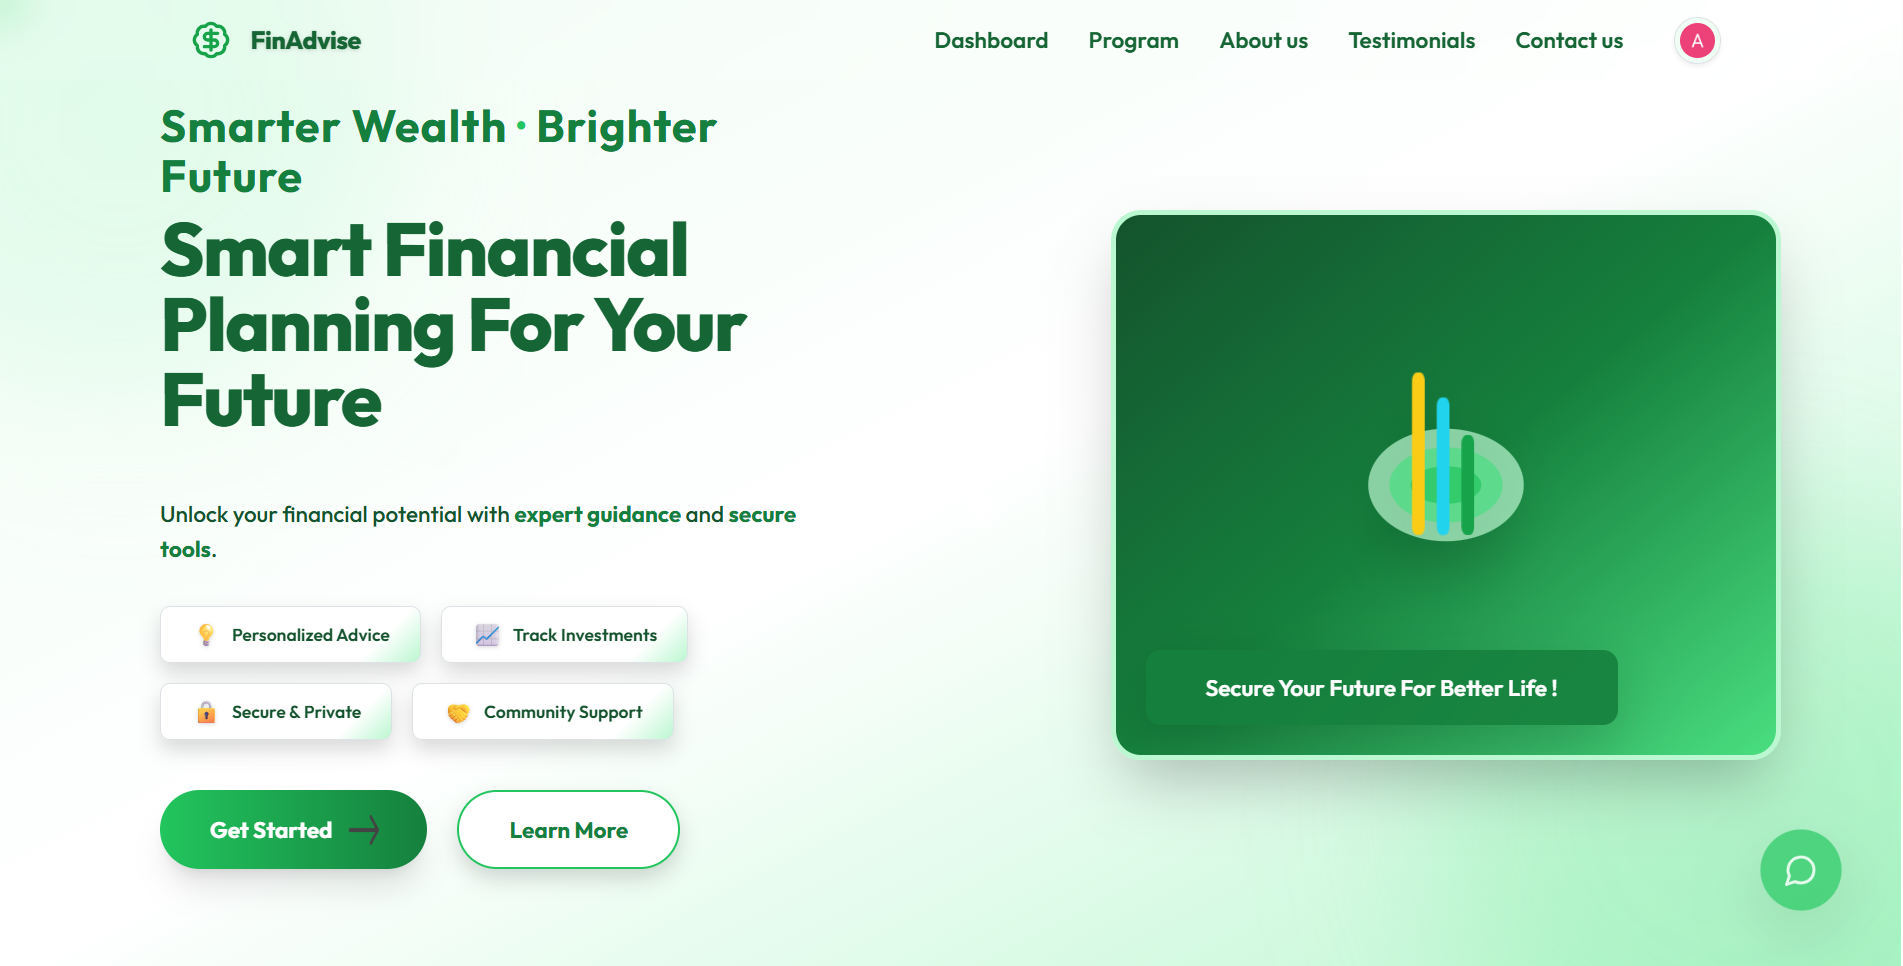 FinAdvise
Dashboard
Program
About us
Testimonials
Contact us
A
Smarter Wealth · Brighter
Future
Smart Financial
Planning For Your
Future
Unlock your financial potential with expert guidance and secure
tools.
Personalized Advice
Track Investments
Secure & Private
Community Support
Get Started
Learn More
Secure Your Future For Better Life !